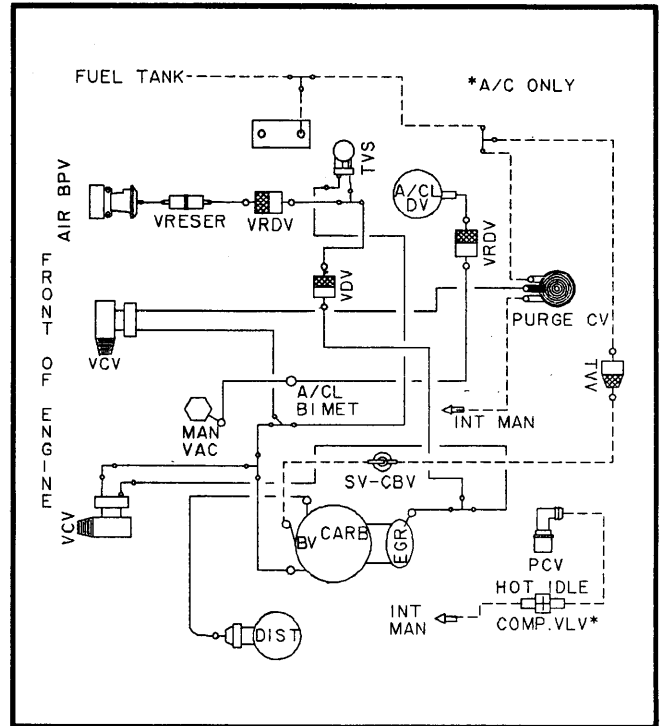 FUEL TANK
*A/C ONLY
AIR BPV
VRESER
VRDV
TVS
A/CL
DV
VRDV
VDV
PURGE CV
FRONT OF ENGINE
VCV
A/CL
BIMET
MAN
VAC
INT MAN
TVV
SV-CBV
VCV
BV
CARB
EGR
PCV
HOT IDLE
COMP.VLV*
INT
MAN
DIST